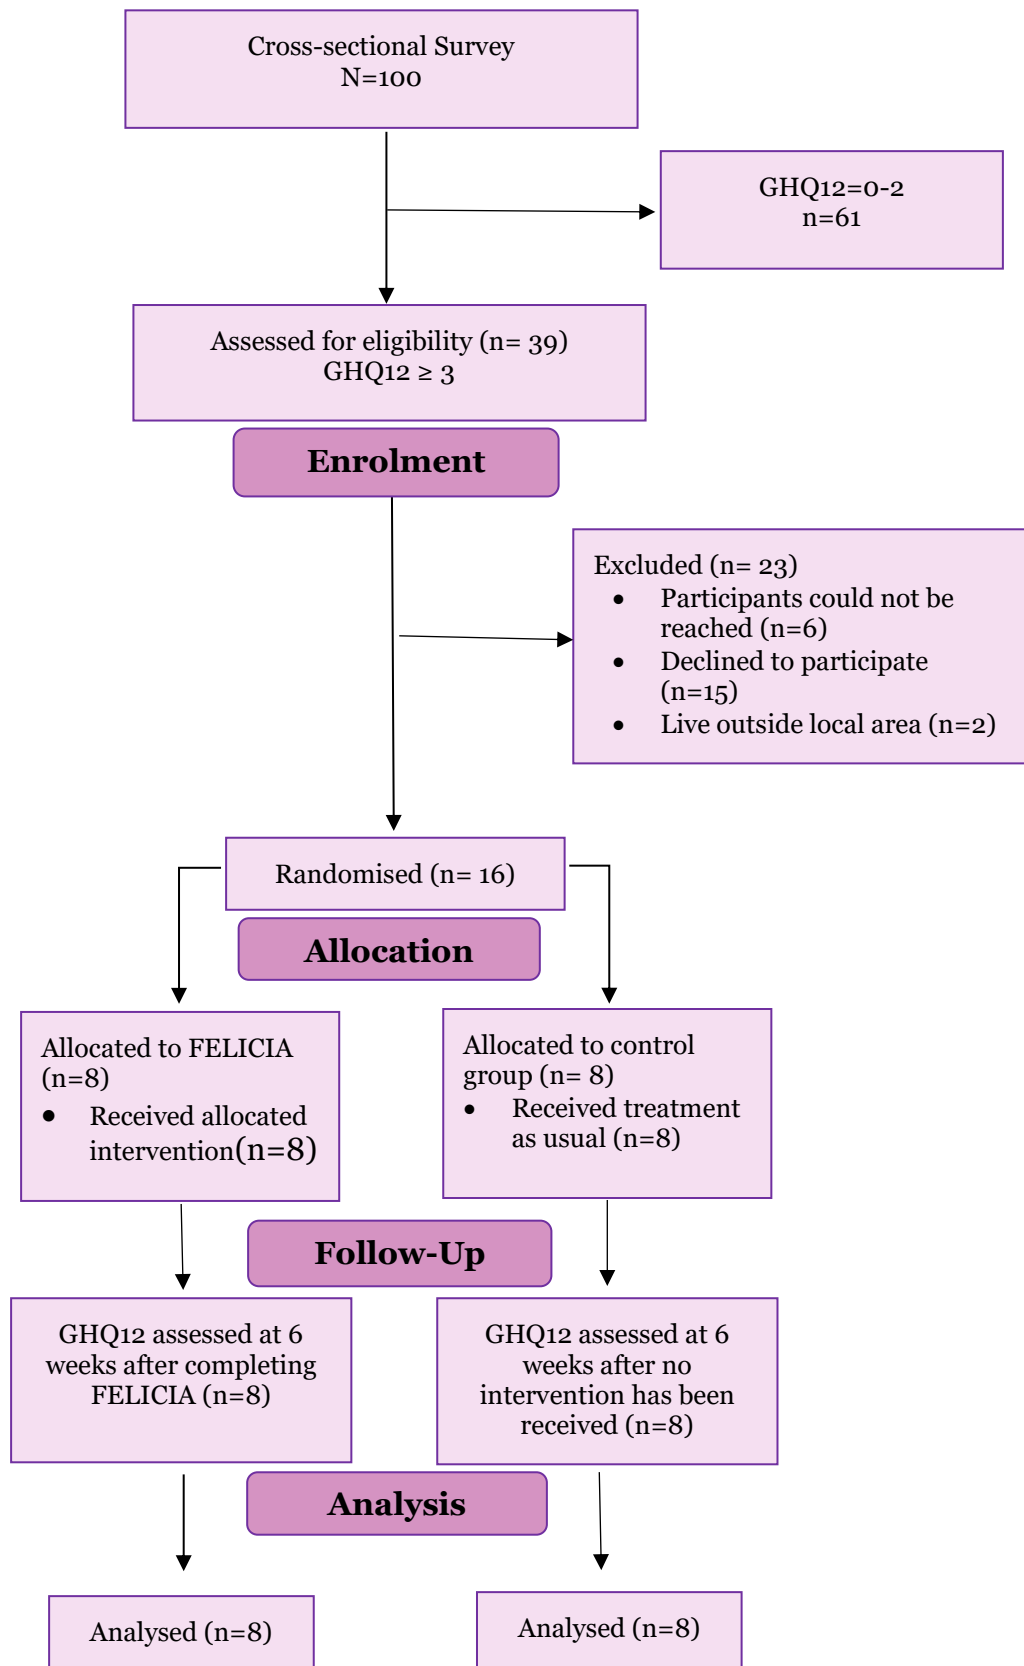 Cross-sectional Survey
N=100
GHQ12=0-2
n=61
Assessed for eligibility (n= 39)
GHQ12 ≥ 3
Enrolment
Excluded (n= 23)
• Participants could not be
reached (n=6)
• Declined to participate
(n=15)
• Live outside local area (n=2)
Randomised (n= 16)
Allocation
Allocated to FELICIA
(n=8)
• Received allocated
intervention(n=8)
Allocated to control
group (n= 8)
• Received treatment
as usual (n=8)
Follow-Up
GHQ12 assessed at 6
weeks after completing
FELICIA (n=8)
GHQ12 assessed at 6
weeks after no
intervention has been
received (n=8)
Analysis
Analysed (n=8)
Analysed (n=8)